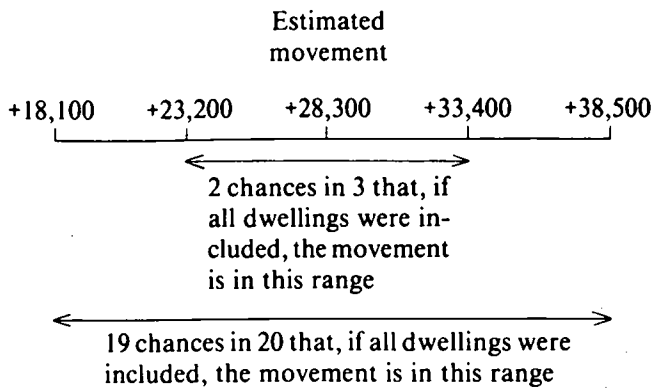 Estimated
movement
+18,100 +23,200 +28,300 +33,400 +38,500
2 chances in 3 that, if
all dwellings were in-
cluded, the movement
is in this range
19 chances in 20 that, if all dwellings were
included, the movement is in this range